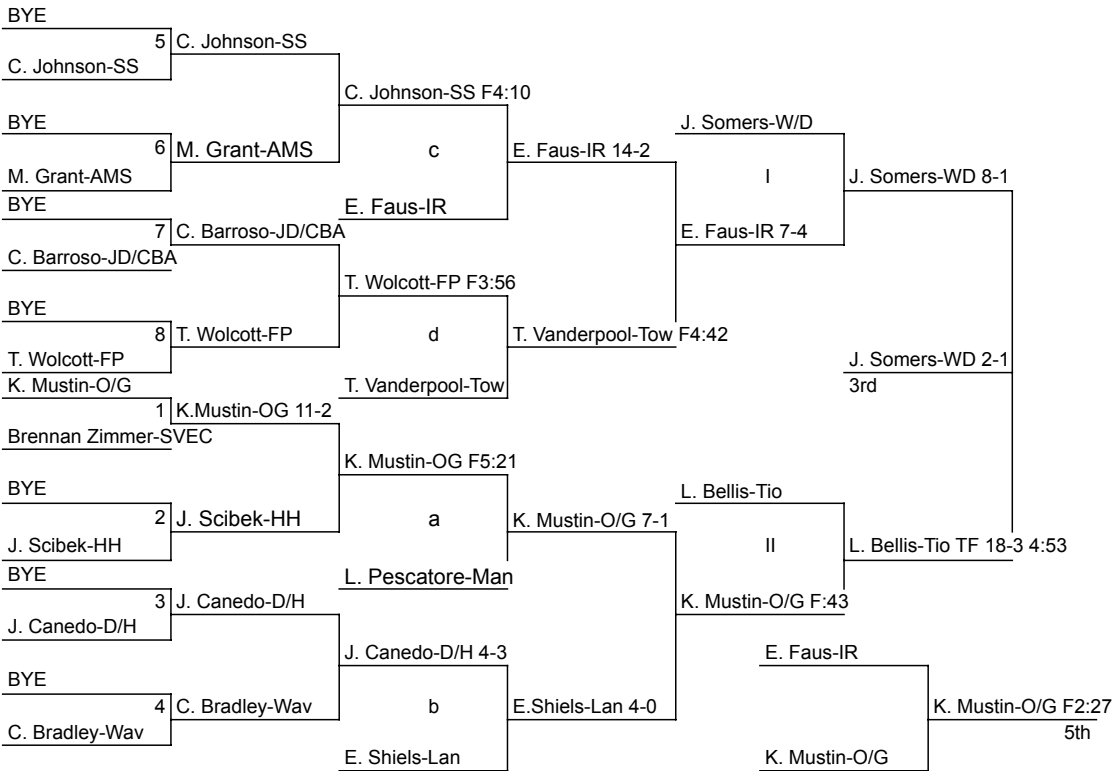 BYE
5 C. Johnson-SS
C. Johnson-SS
C. Johnson-SS F4:10
BYE
J. Somers-W/D
6 M. Grant-AMS
c
E. Faus-IR 14-2
M. Grant-AMS
I
J. Somers-WD 8-1
BYE
E. Faus-IR
7 C. Barroso-JD/CBA
E. Faus-IR 7-4
C. Barroso-JD/CBA
T. Wolcott-FP F3:56
BYE
8 T. Wolcott-FP
d
T. Vanderpool-Tow F4:42
T. Wolcott-FP
J. Somers-WD 2-1
K. Mustin-O/G
T. Vanderpool-Tow
3rd
1 K.Mustin-OG 11-2
Brennan Zimmer-SVEC
K. Mustin-OG F5:21
BYE
L. Bellis-Tio
2 J. Scibek-HH
a
K. Mustin-O/G 7-1
J. Scibek-HH
II
L. Bellis-Tio TF 18-3 4:53
BYE
L. Pescatore-Man
3 J. Canedo-D/H
K. Mustin-O/G F:43
J. Canedo-D/H
J. Canedo-D/H 4-3
E. Faus-IR
BYE
4 C. Bradley-Wav
b
E.Shiels-Lan 4-0
K. Mustin-O/G F2:27
C. Bradley-Wav
5th
E. Shiels-Lan
K. Mustin-O/G